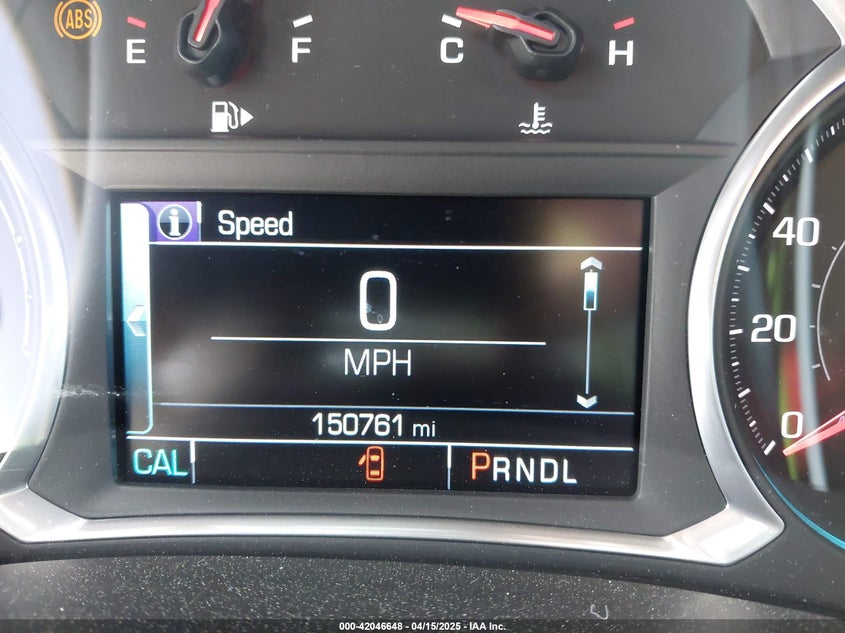 ABS
E F C H
Speed
0
MPH
40
20
0
150761 mi
CAL PRNDL
000-42046648 - 04/15/2025 - IAA Inc.